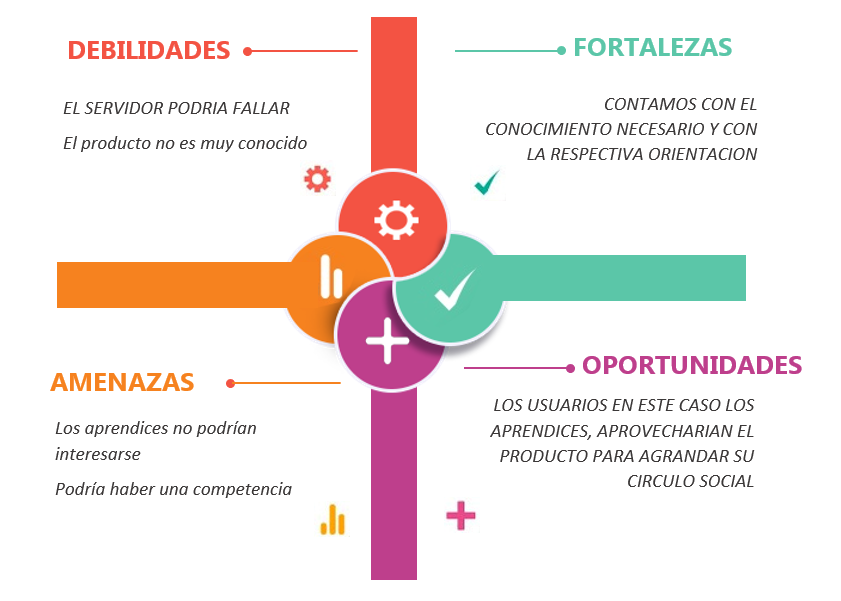 DEBILIDADES
EL SERVIDOR PODRIA FALLAR
El producto no es muy conocido
FORTALEZAS
CONTAMOS CON EL
CONOCIMIENTO NECESARIO Y CON
LA RESPECTIVA ORIENTACION
AMENAZAS
Los aprendices no podrían
interesarse
Podría haber una competencia
OPORTUNIDADES
LOS USUARIOS EN ESTE CASO LOS
APRENDICES, APROVECHARIAN EL
PRODUCTO PARA AGRANDAR SU
CIRCULO SOCIAL